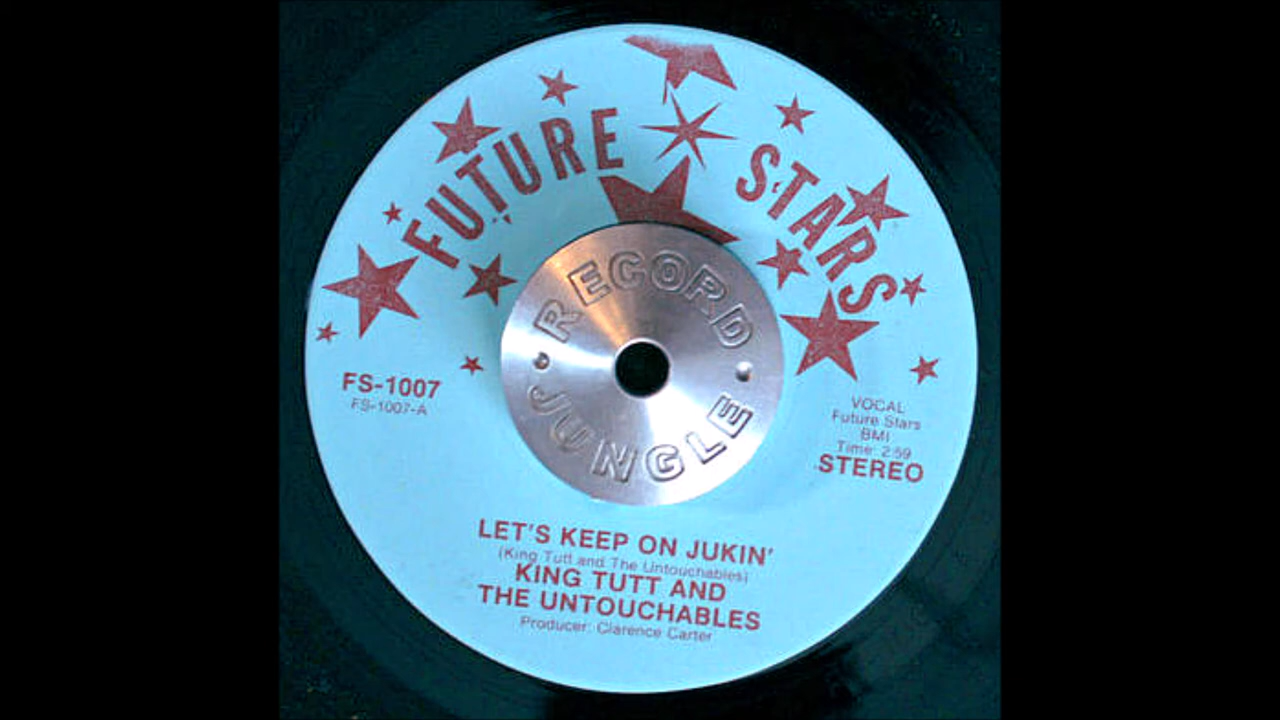 FUTURE STARS
RECORD
JUNGLE
FS-1007
FS-1007-A
VOCAL
Future Stars
BMI
Time: 2:59
STEREO
LET'S KEEP ON JUKIN'
(King Tutt and The Untouchables)
KING TUTT AND
THE UNTOUCHABLES
Producer: Clarence Carter